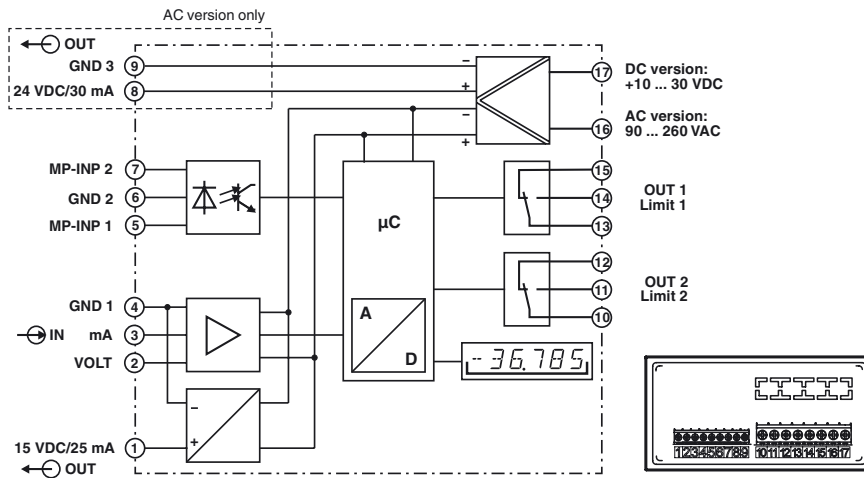 AC version only
OUT
GND 3 9
24 VDC/30 mA 8
− + − +
17 DC version:
+10 ... 30 VDC
16 AC version:
90 ... 260 VAC
MP-INP 2 7
GND 2 6
MP-INP 1 5
µC
15
14 OUT 1
Limit 1
13
12
11 OUT 2
Limit 2
10
GND 1 4
IN mA 3
VOLT 2
A
D
-36.785
− +
15 VDC/25 mA 1
OUT
1 2 3 4 5 6 7 8 9 10 11 12 13 14 15 16 17